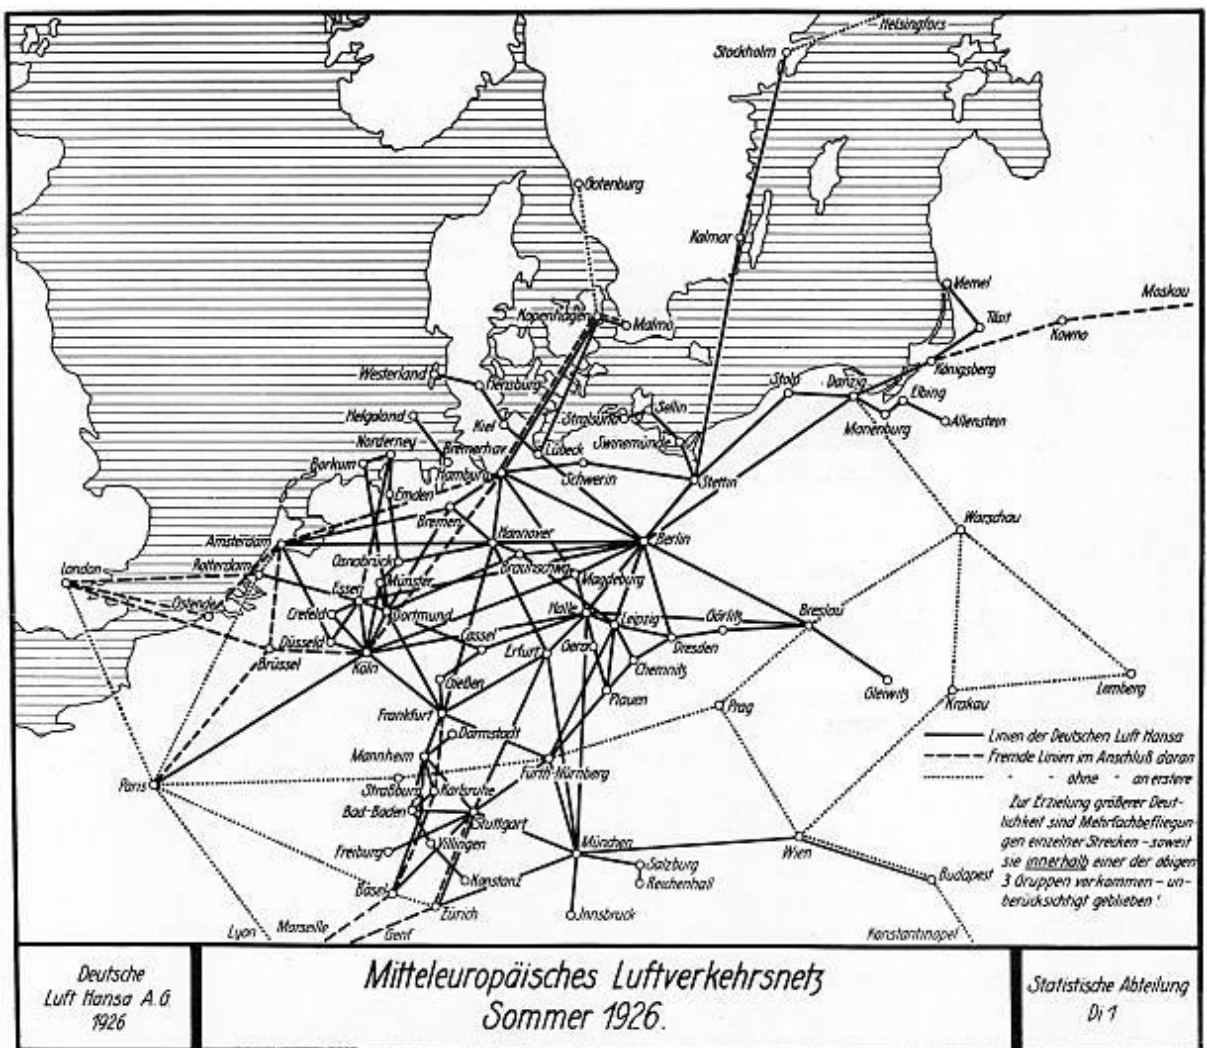 Helsingfors
Stockholm
Gotenburg
Kalmar
Memel
Moskau
Tilsit
Kowno
Kopenhagen
Malmö
Königsberg
Westerland
Flensburg
Stolp
Danzig
Elbing
Helgoland
Kiel
Stralsund
Sellin
Marienburg
Allenstein
Norderney
Bremerhav.
Lübeck
Swinemünde
Borkum
Hamburg
Schwerin
Stettin
Emden
Bremen
Warschau
Amsterdam
Hannover
Berlin
London
Rotterdam
Osnabrück
Braunschwg.
Magdeburg
Ostende
Essen
Münster
Crefeld
Dortmund
Halle
Leipzig
Görlitz
Breslau
Brüssel
Düsseld.
Köln
Cassel
Erfurt
Gera
Dresden
Chemnitz
Gießen
Plauen
Gleiwitz
Lemberg
Frankfurt
Prag
Krakau
Darmstadt
Mannheim
Fürth-Nürnberg
Paris
Straßburg
Karlsruhe
Bad-Baden
Stuttgart
Freiburg
Villingen
München
Wien
Salzburg
Reichenhall
Budapest
Basel
Konstanz
Zürich
Innsbruck
Lyon
Marseille
Genf
Konstantinopel
Linien der Deutschen Luft Hansa
Fremde Linien im Anschluß daran
" " ohne " an erstere
Zur Erzielung größerer Deut-
lichkeit sind Mehrfachbefliegun-
gen einzelner Strecken – soweit
sie innerhalb einer der obigen
3 Gruppen vorkommen – un-
berücksichtigt geblieben!
Deutsche
Luft Hansa A.G.
1926
Mitteleuropäisches Luftverkehrsnetz
Sommer 1926.
Statistische Abteilung
Di 1